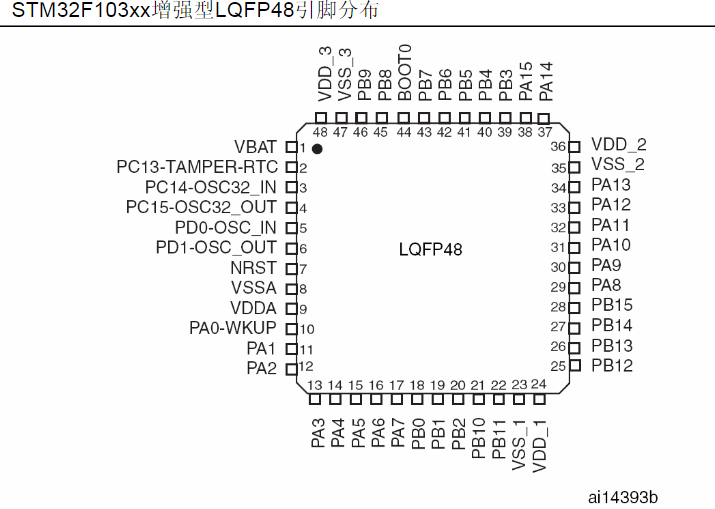 STM32F103xx增强型LQFP48引脚分布
VDD_3
VSS_3
PB9
PB8
BOOT0
PB7
PB6
PB5
PB4
PB3
PA15
PA14
48 47 46 45 44 43 42 41 40 39 38 37
VBAT 1
PC13-TAMPER-RTC 2
PC14-OSC32_IN 3
PC15-OSC32_OUT 4
PD0-OSC_IN 5
PD1-OSC_OUT 6
NRST 7
VSSA 8
VDDA 9
PA0-WKUP 10
PA1 11
PA2 12
LQFP48
36 VDD_2
35 VSS_2
34 PA13
33 PA12
32 PA11
31 PA10
30 PA9
29 PA8
28 PB15
27 PB14
26 PB13
25 PB12
13 14 15 16 17 18 19 20 21 22 23 24
PA3
PA4
PA5
PA6
PA7
PB0
PB1
PB2
PB10
PB11
VSS_1
VDD_1
ai14393b